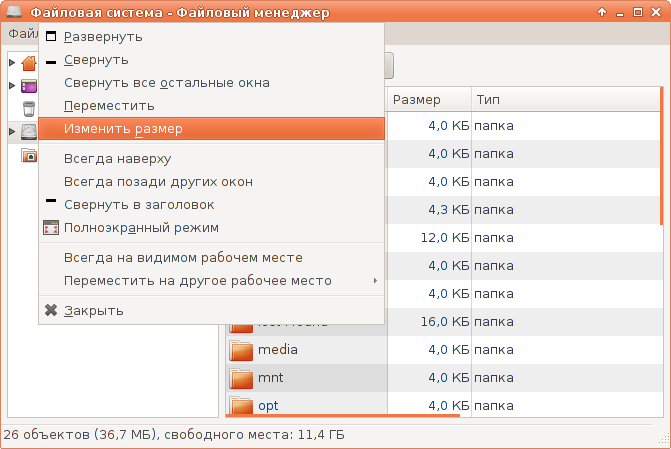 Файловая система - Файловый менеджер
Файл
Развернуть
Свернуть
Свернуть все остальные окна
Переместить
Изменить размер
Всегда наверху
Всегда позади других окон
Свернуть в заголовок
Полноэкранный режим
Всегда на видимом рабочем месте
Переместить на другое рабочее место
Закрыть
Размер Тип
4,0 КБ папка
4,0 КБ папка
4,0 КБ папка
4,3 КБ папка
12,0 КБ папка
4,0 КБ папка
4,0 КБ папка
16,0 КБ папка
media 4,0 КБ папка
mnt 4,0 КБ папка
opt 4,0 КБ папка
26 объектов (36,7 МБ), свободного места: 11,4 ГБ